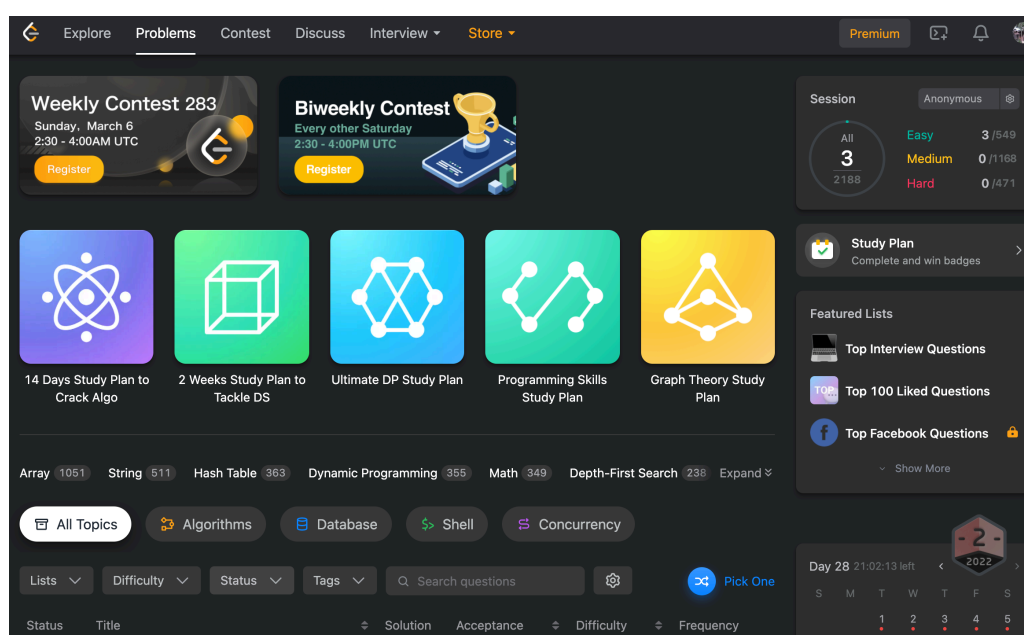 Explore Problems Contest Discuss Interview Store Premium
Weekly Contest 283
Sunday, March 6
2:30 - 4:00AM UTC
Register
Biweekly Contest
Every other Saturday
2:30 - 4:00PM UTC
Register
14 Days Study Plan to
Crack Algo
2 Weeks Study Plan to
Tackle DS
Ultimate DP Study Plan
Programming Skills
Study Plan
Graph Theory Study
Plan
Array 1051 String 511 Hash Table 363 Dynamic Programming 355 Math 349 Depth-First Search 238 Expand
All Topics Algorithms Database $> Shell Concurrency
Lists Difficulty Status Tags Search questions Pick One
Status Title Solution Acceptance Difficulty Frequency
Session Anonymous
All
3
2188
Easy 3/549
Medium 0/1168
Hard 0/471
Study Plan
Complete and win badges
Featured Lists
Top Interview Questions
TOP Top 100 Liked Questions
f Top Facebook Questions
Show More
Day 28 21:02:13 left
- 2 -
2022
S M T W T F S
1 2 3 4 5